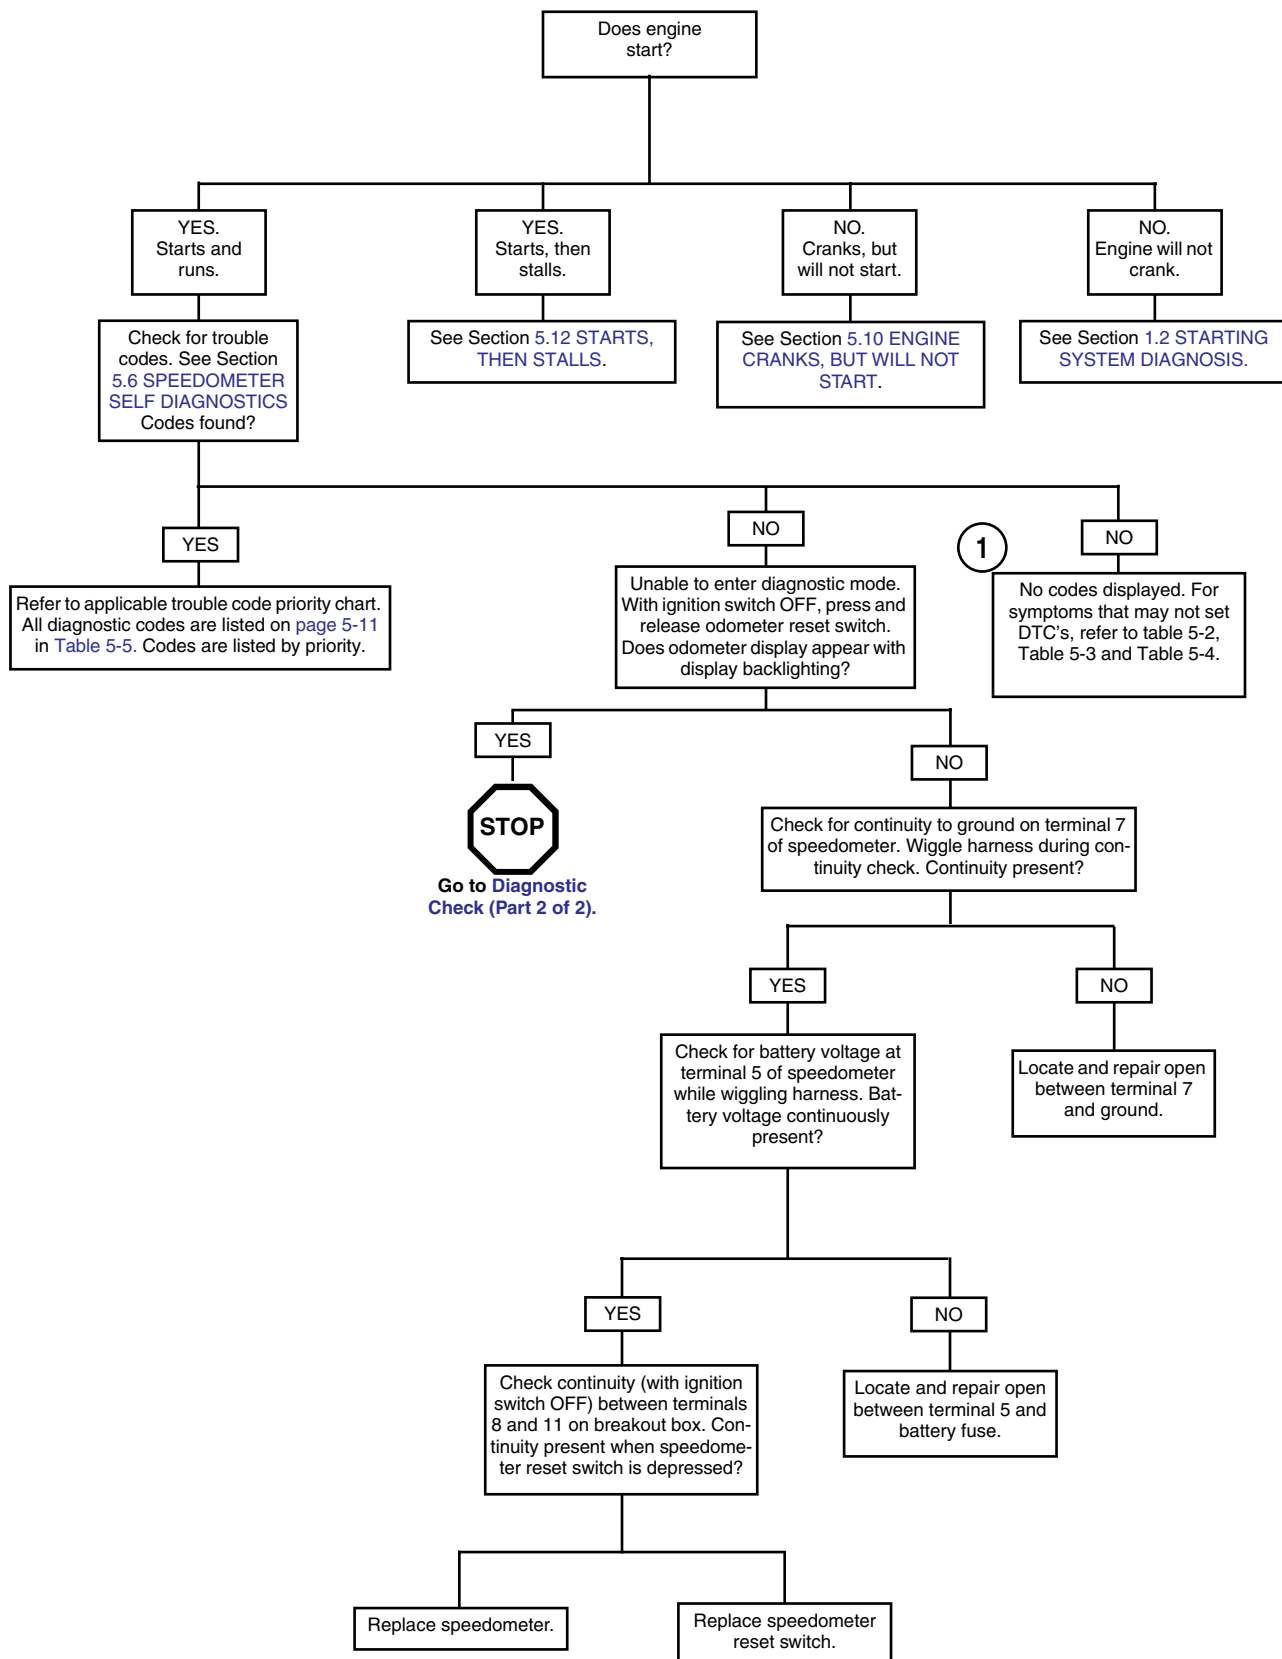 Does engine
start?
YES.
Starts and
runs.
YES.
Starts, then
stalls.
NO.
Cranks, but
will not start.
NO.
Engine will not
crank.
Check for trouble
codes. See Section
5.6 SPEEDOMETER
SELF DIAGNOSTICS
Codes found?
See Section 5.12 STARTS,
THEN STALLS.
See Section 5.10 ENGINE
CRANKS, BUT WILL NOT
START.
See Section 1.2 STARTING
SYSTEM DIAGNOSIS.
YES
NO
1
NO
Refer to applicable trouble code priority chart.
All diagnostic codes are listed on page 5-11
in Table 5-5. Codes are listed by priority.
Unable to enter diagnostic mode.
With ignition switch OFF, press and
release odometer reset switch.
Does odometer display appear with
display backlighting?
No codes displayed. For
symptoms that may not set
DTC's, refer to table 5-2,
Table 5-3 and Table 5-4.
YES
NO
STOP
Go to Diagnostic
Check (Part 2 of 2).
Check for continuity to ground on terminal 7
of speedometer. Wiggle harness during con-
tinuity check. Continuity present?
YES
NO
Check for battery voltage at
terminal 5 of speedometer
while wiggling harness. Bat-
tery voltage continuously
present?
Locate and repair open
between terminal 7
and ground.
YES
NO
Check continuity (with ignition
switch OFF) between terminals
8 and 11 on breakout box. Con-
tinuity present when speedome-
ter reset switch is depressed?
Locate and repair open
between terminal 5 and
battery fuse.
Replace speedometer.
Replace speedometer
reset switch.